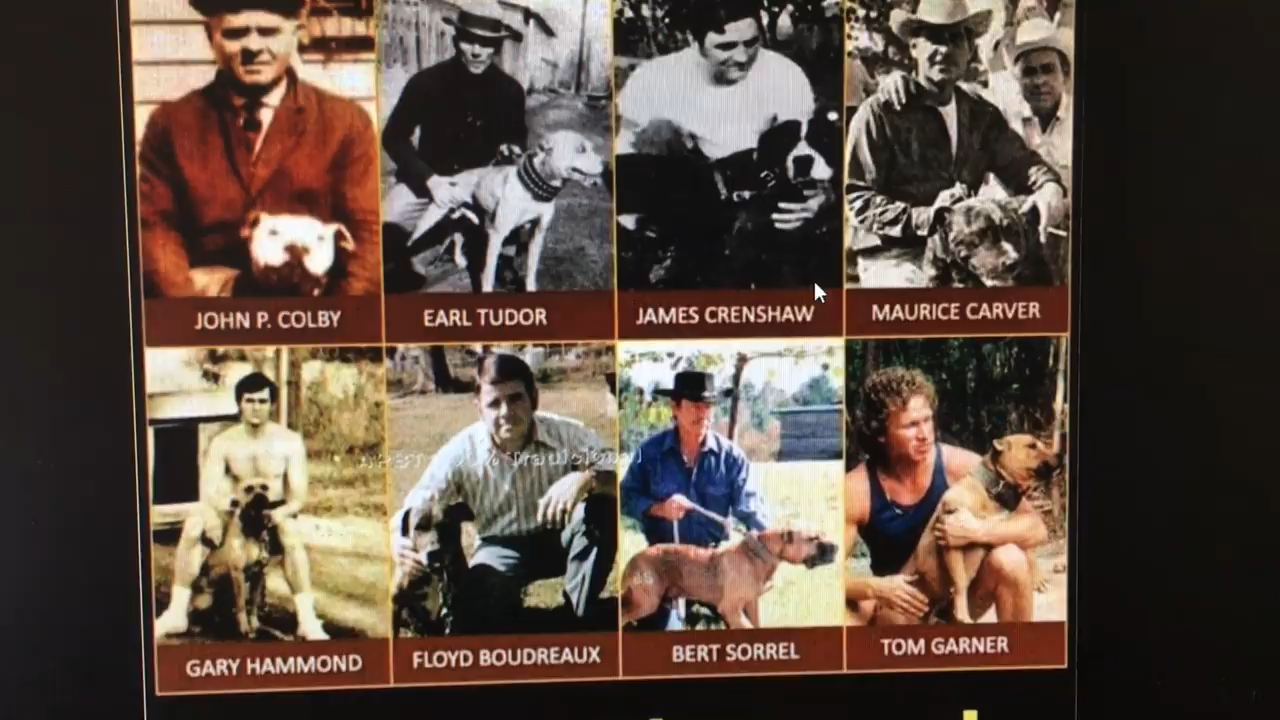 JOHN P. COLBY
EARL TUDOR
JAMES CRENSHAW
MAURICE CARVER
GARY HAMMOND
FLOYD BOUDREAUX
BERT SORREL
TOM GARNER